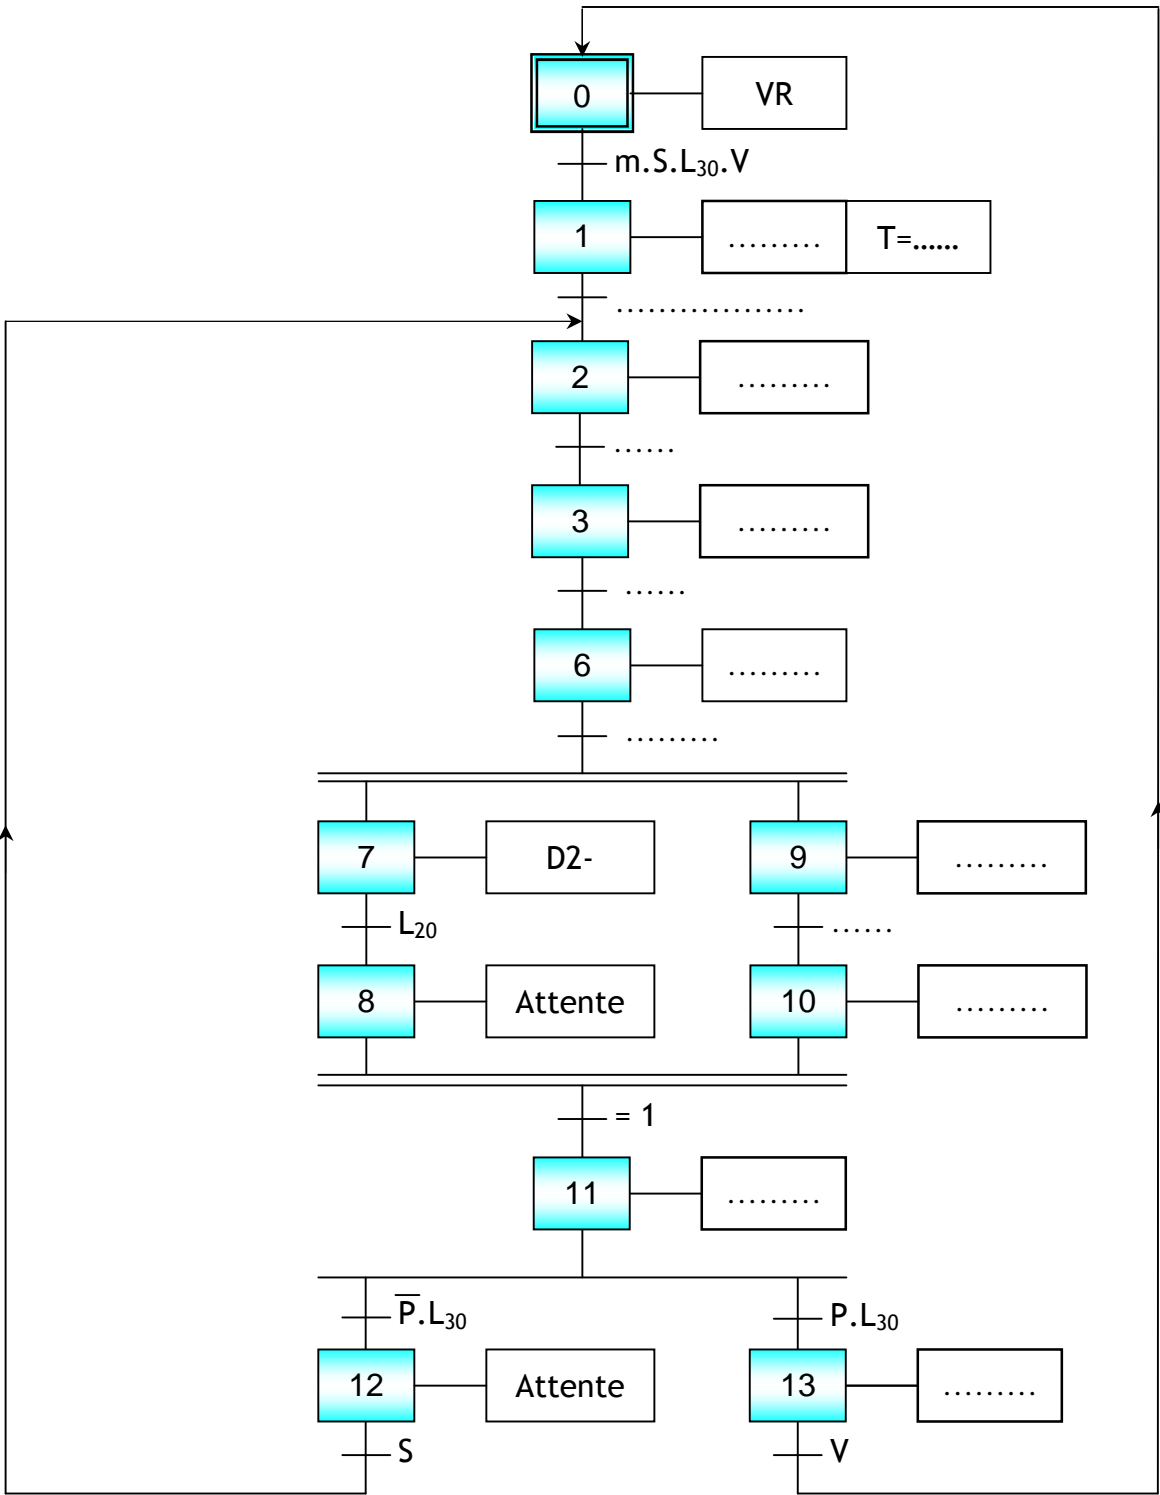 0 VR
m.S.L₃₀.V
1 ......... T=......
..................
2 .........
......
3 .........
......
6 .........
.........
7 D2- 9 .........
L₂₀ ......
8 Attente 10 .........
= 1
11 .........
P̅.L₃₀ P.L₃₀
12 Attente 13 .........
S V